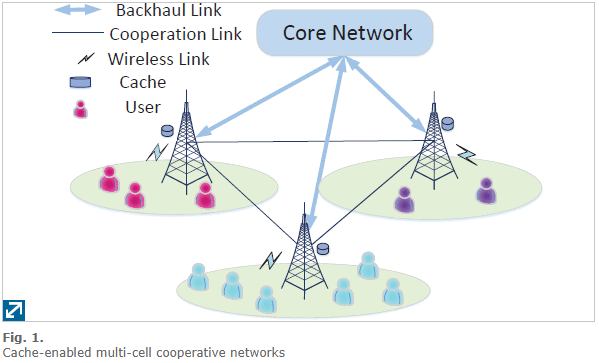 Backhaul Link
Cooperation Link
Wireless Link
Cache
User
Core Network
Fig. 1.
Cache-enabled multi-cell cooperative networks